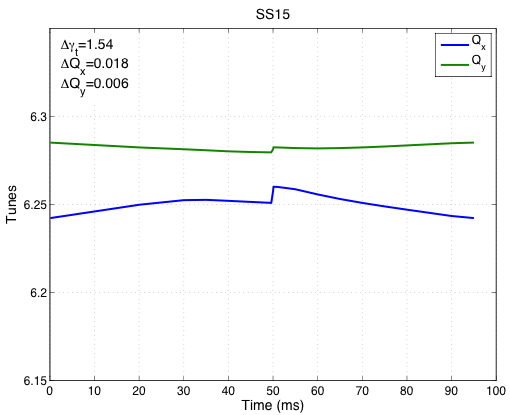 SS15
Δγt=1.54
ΔQx=0.018
ΔQy=0.006
Qx
Qy
6.3
6.25
6.2
6.15
Tunes
0 10 20 30 40 50 60 70 80 90 100
Time (ms)